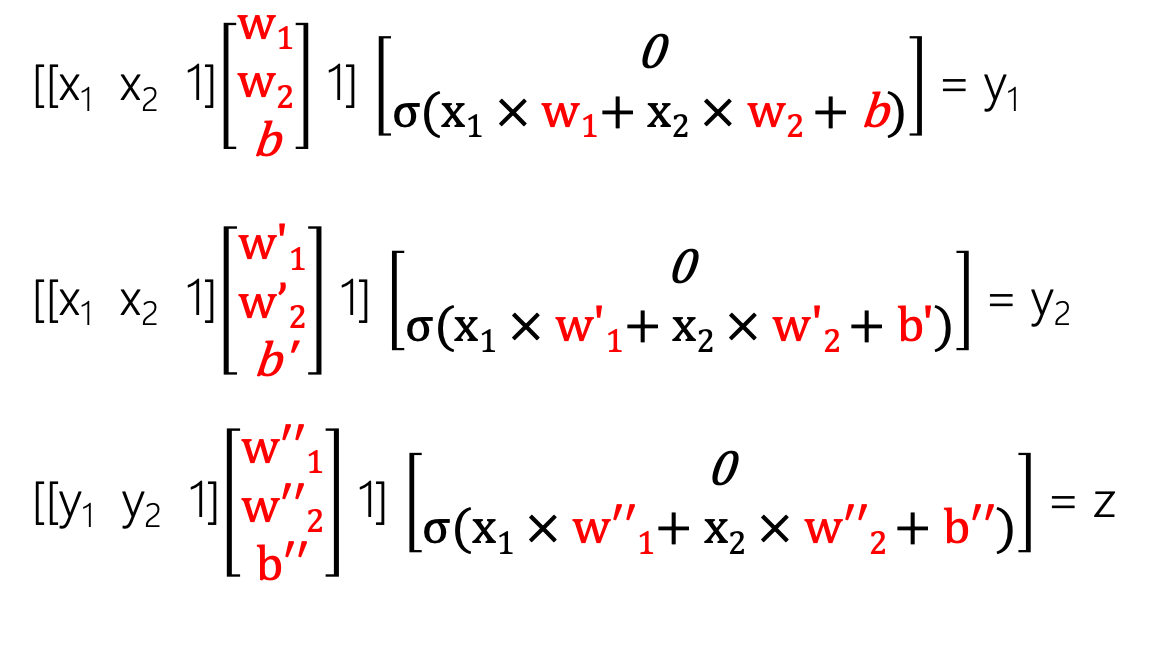 [[x₁ x₂ 1] [w₁ w₂ b] 1] [0 σ(x₁ × w₁+ x₂ × w₂ + b)] = y₁
[[x₁ x₂ 1] [w'₁ w’₂ b′] 1] [0 σ(x₁ × w'₁+ x₂ × w'₂ + b')] = y₂
[[y₁ y₂ 1] [w′′₁ w′′₂ b′′] 1] [0 σ(x₁ × w′′₁+ x₂ × w′′₂ + b′′)] = z